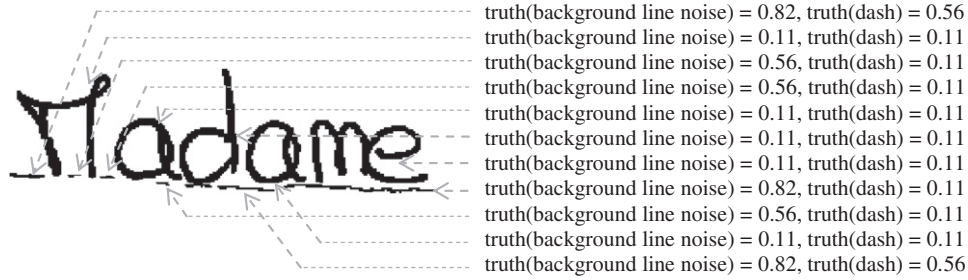 truth(background line noise) = 0.82, truth(dash) = 0.56
truth(background line noise) = 0.11, truth(dash) = 0.11
truth(background line noise) = 0.56, truth(dash) = 0.11
truth(background line noise) = 0.56, truth(dash) = 0.11
truth(background line noise) = 0.11, truth(dash) = 0.11
Madame
truth(background line noise) = 0.11, truth(dash) = 0.11
truth(background line noise) = 0.11, truth(dash) = 0.11
truth(background line noise) = 0.82, truth(dash) = 0.11
truth(background line noise) = 0.56, truth(dash) = 0.11
truth(background line noise) = 0.11, truth(dash) = 0.11
truth(background line noise) = 0.82, truth(dash) = 0.56